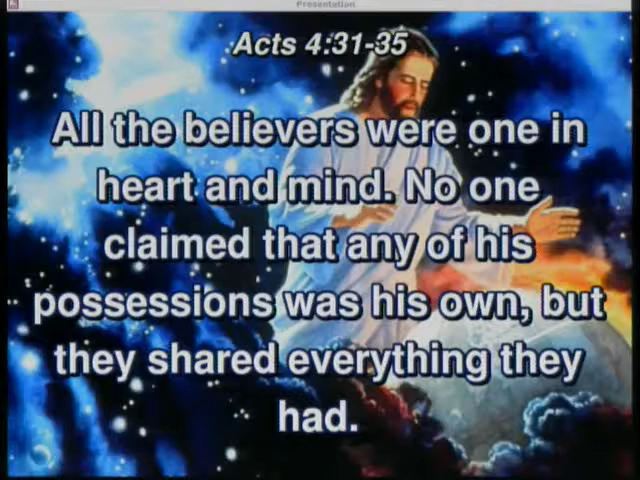 Presentation
Acts 4:31-35
All the believers were one in
heart and mind. No one
claimed that any of his
possessions was his own, but
they shared everything they
had.